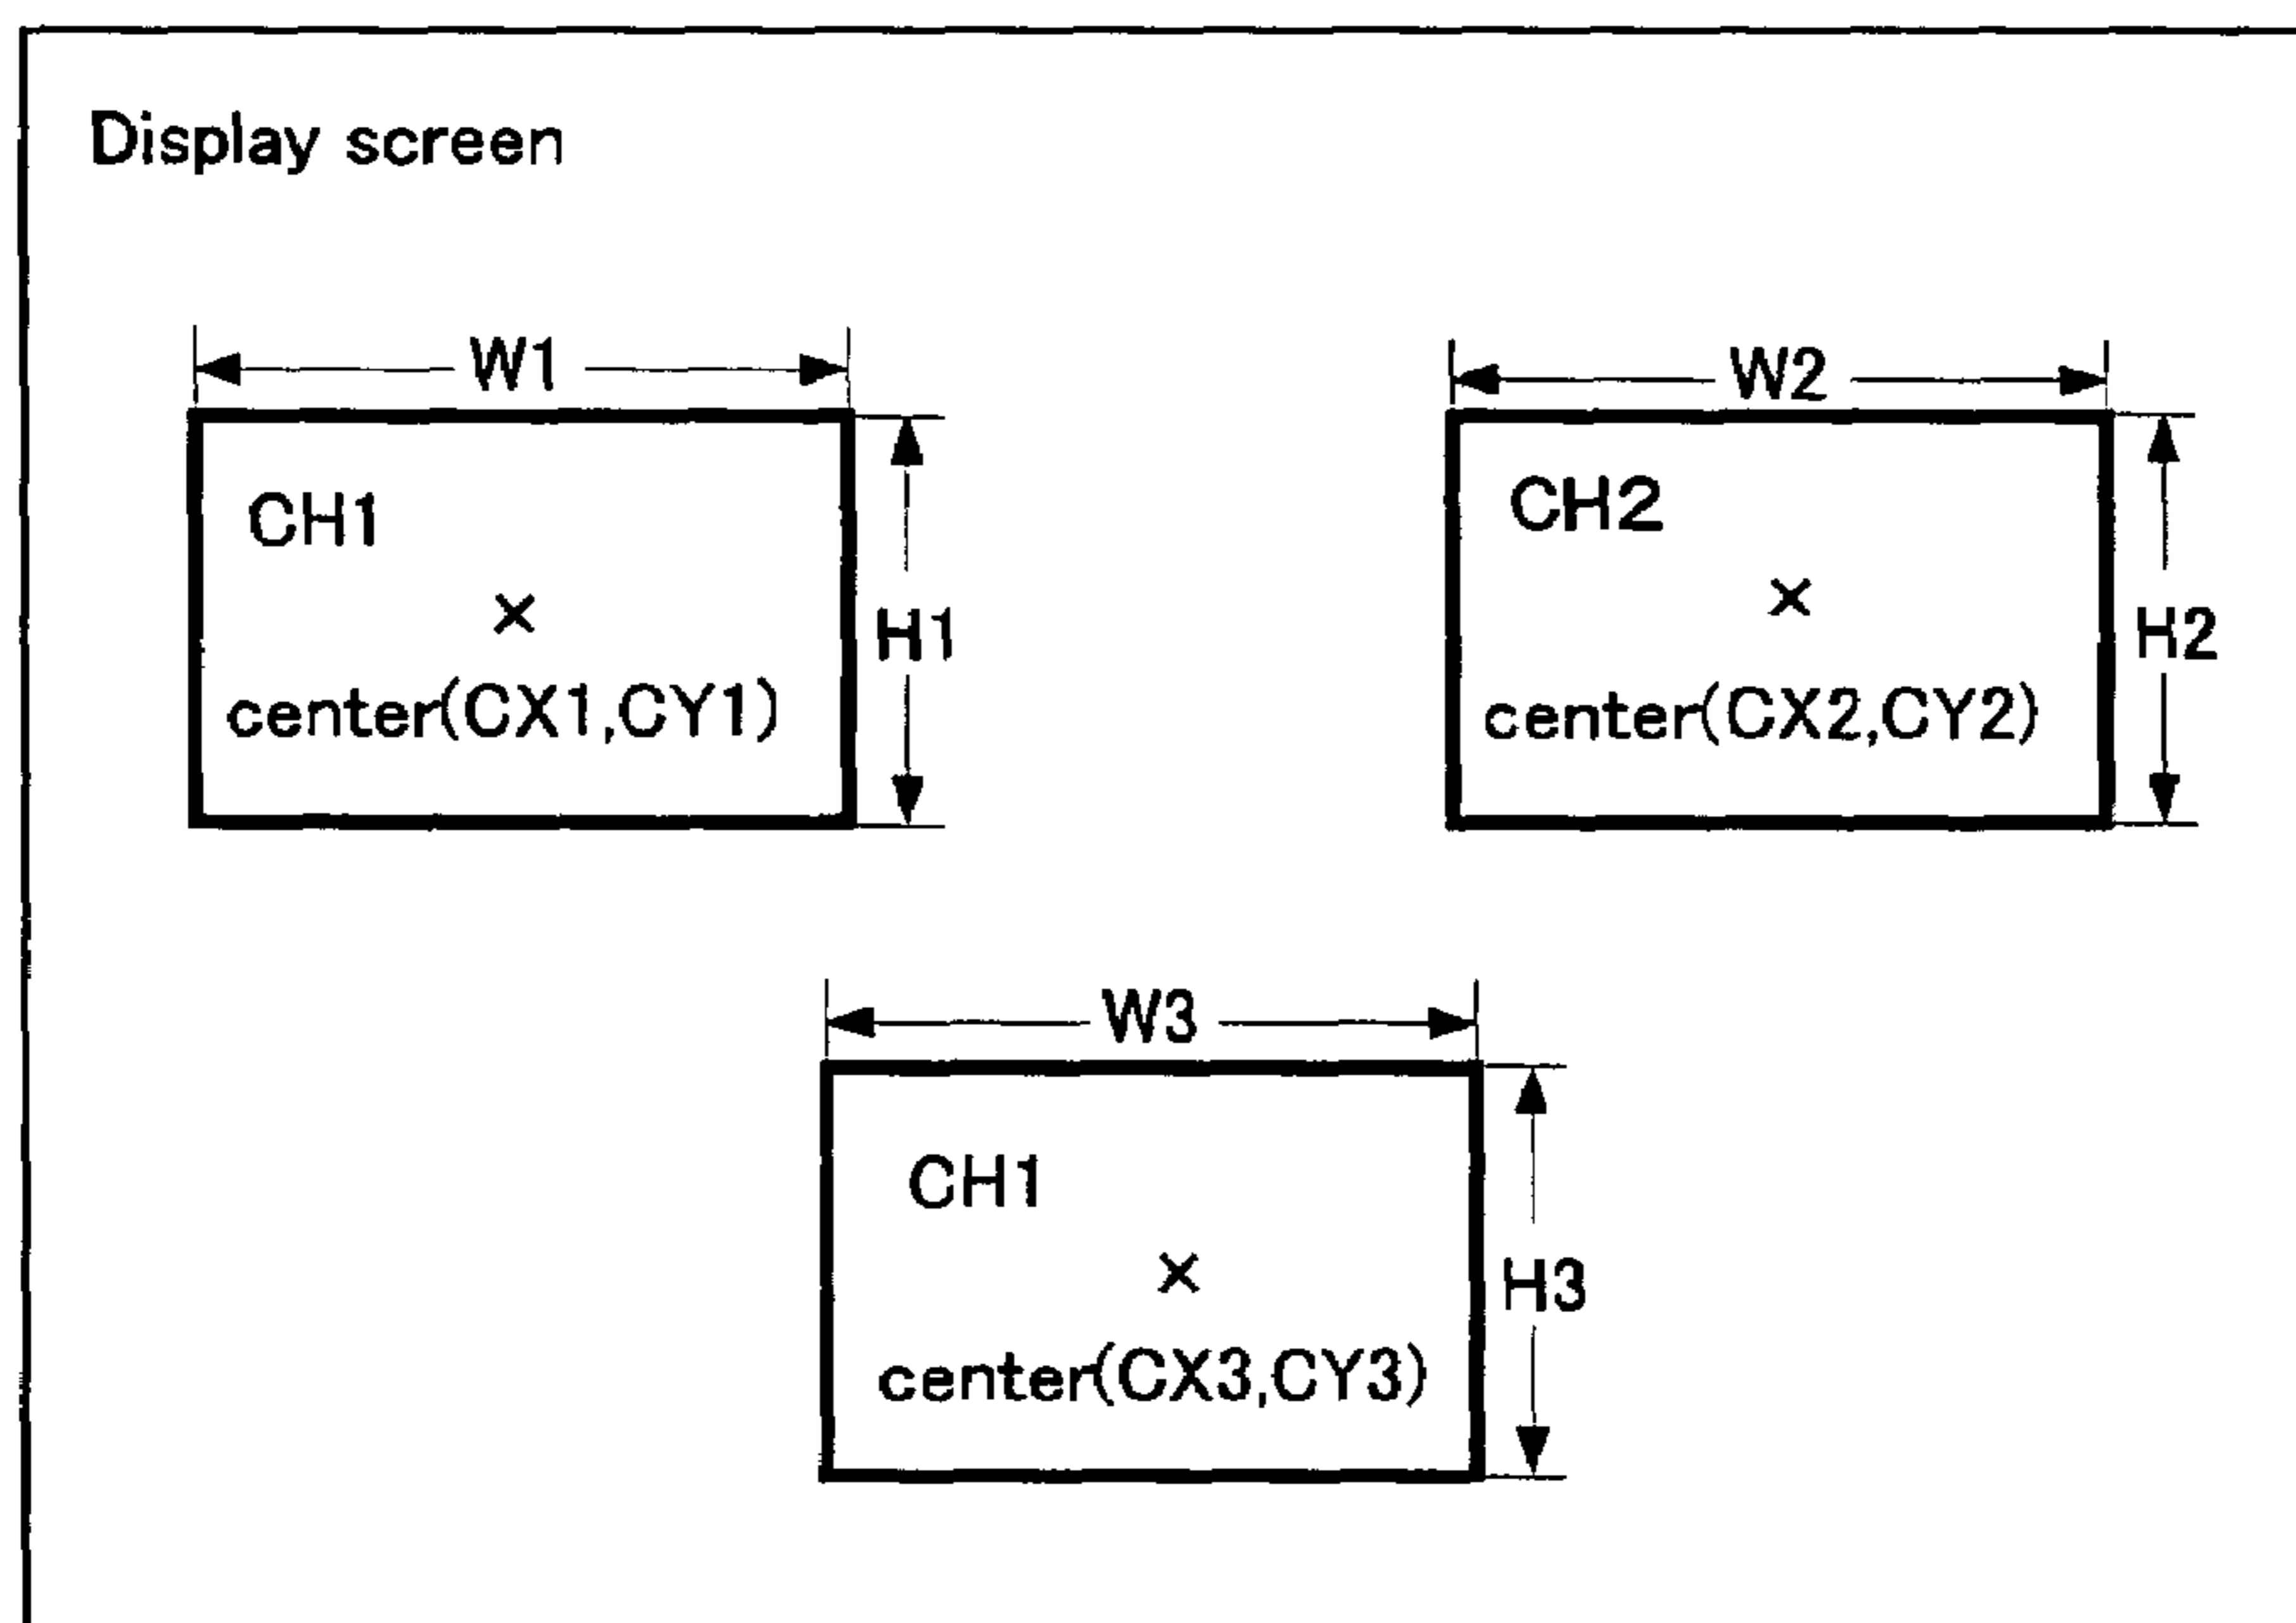 Display screen
W1
W2
CH1
CH2
H1
H2
center(CX1,CY1)
center(CX2,CY2)
W3
CH1
H3
center(CX3,CY3)